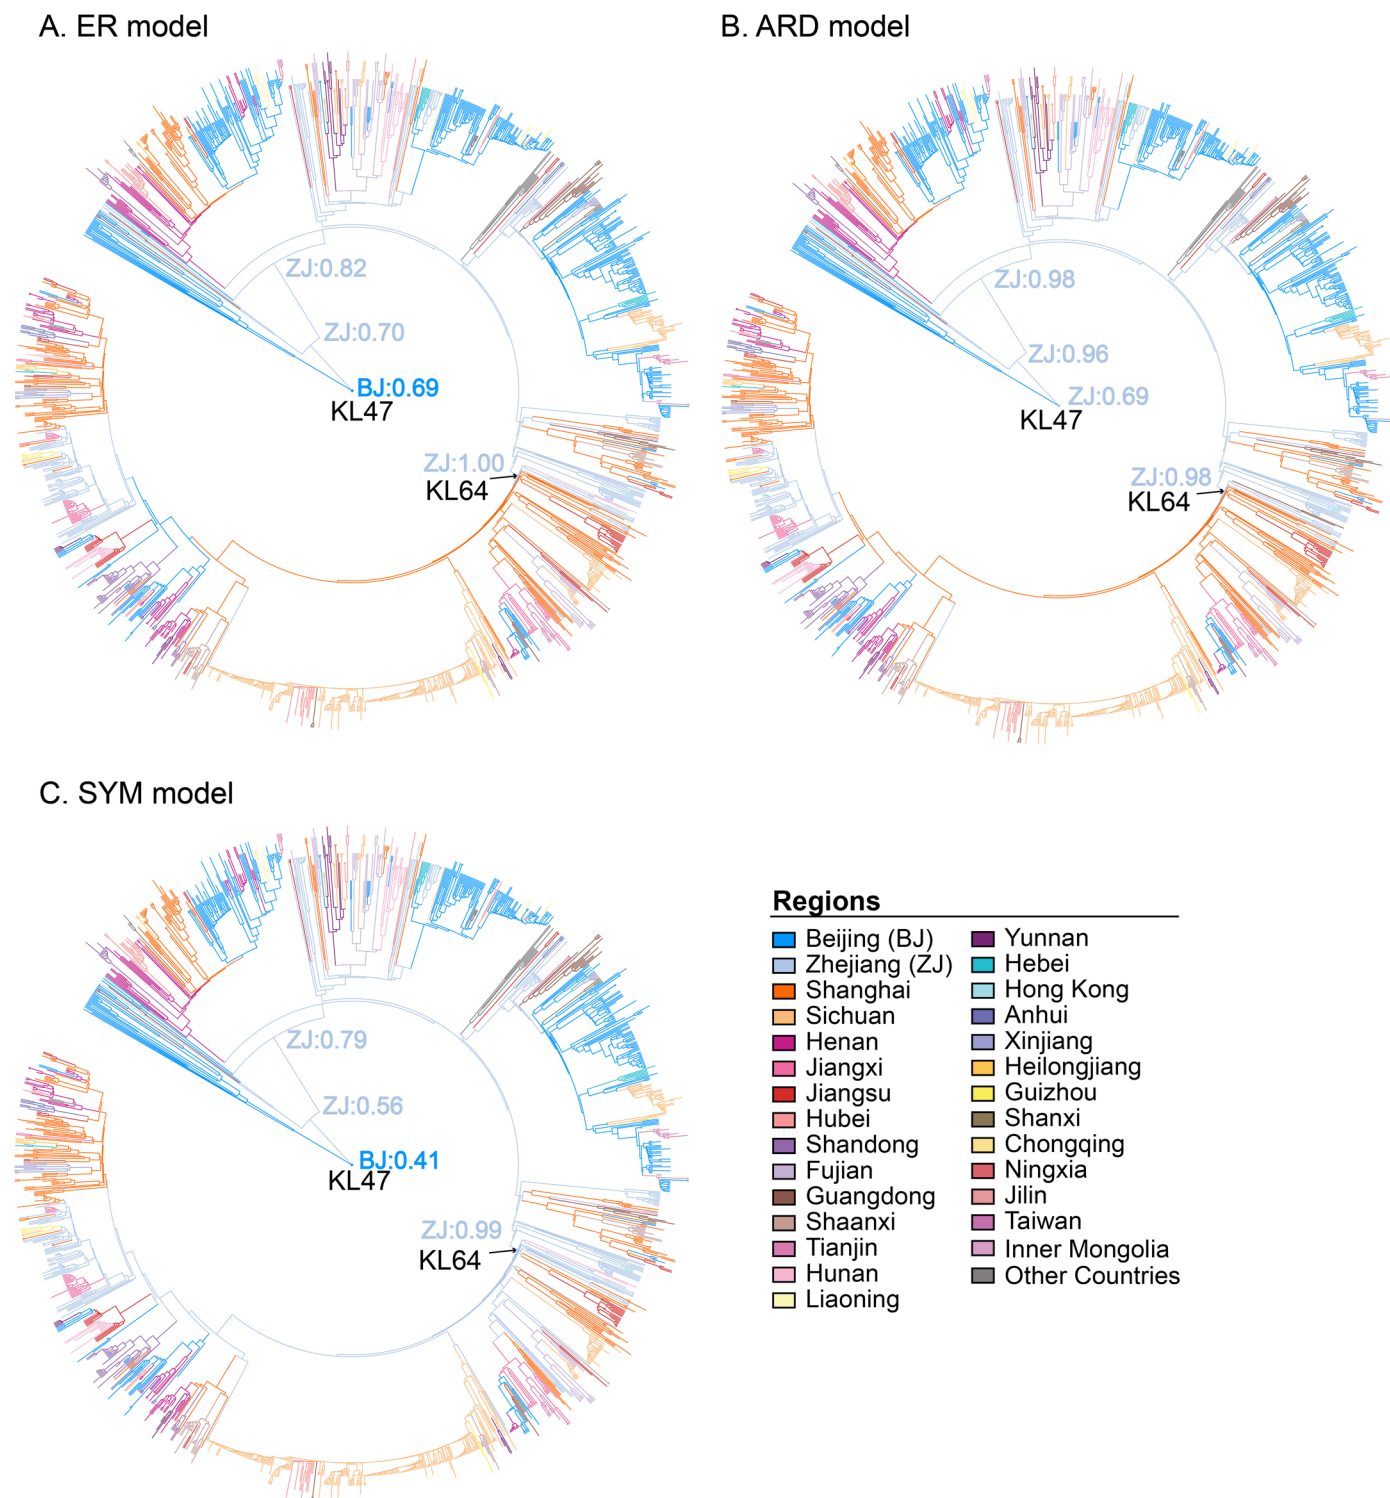 A. ER model
ZJ:0.82
ZJ:0.70
BJ:0.69
KL47
ZJ:1.00
KL64
B. ARD model
ZJ:0.98
ZJ:0.96
ZJ:0.69
KL47
ZJ:0.98
KL64
C. SYM model
ZJ:0.79
ZJ:0.56
BJ:0.41
KL47
ZJ:0.99
KL64
Regions
Beijing (BJ)
Zhejiang (ZJ)
Shanghai
Sichuan
Henan
Jiangxi
Jiangsu
Hubei
Shandong
Fujian
Guangdong
Shaanxi
Tianjin
Hunan
Liaoning
Yunnan
Hebei
Hong Kong
Anhui
Xinjiang
Heilongjiang
Guizhou
Shanxi
Chongqing
Ningxia
Jilin
Taiwan
Inner Mongolia
Other Countries